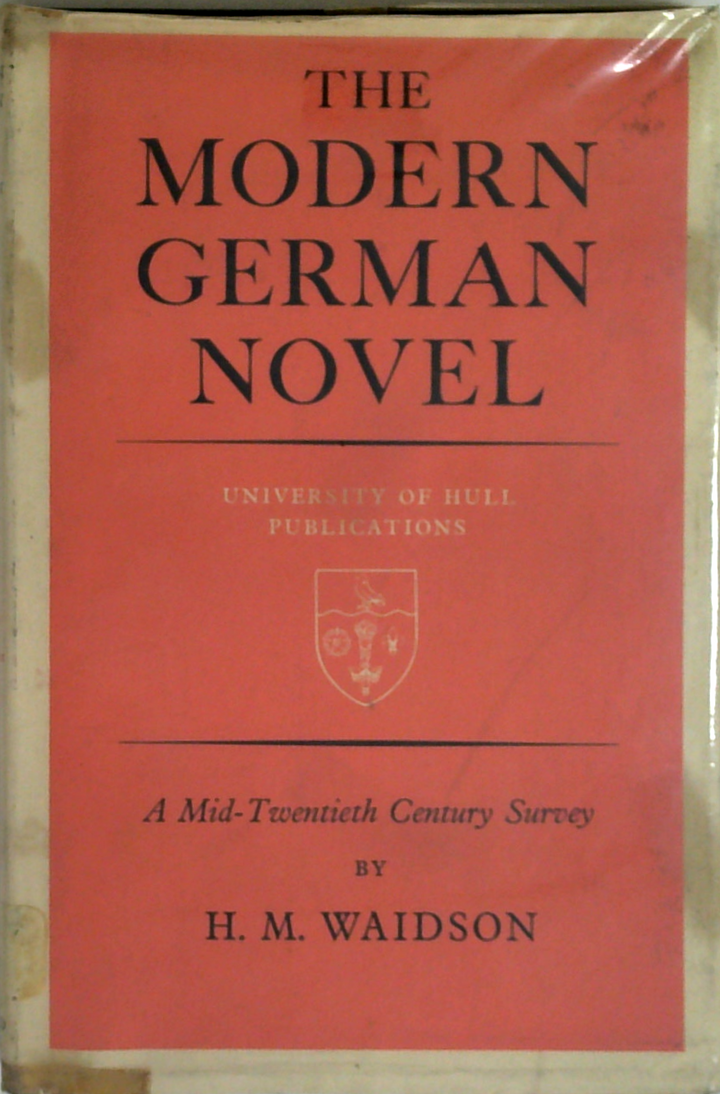 THE
MODERN
GERMAN
NOVEL
UNIVERSITY OF HULL
PUBLICATIONS
A Mid-Twentieth Century Survey
BY
H. M. WAIDSON